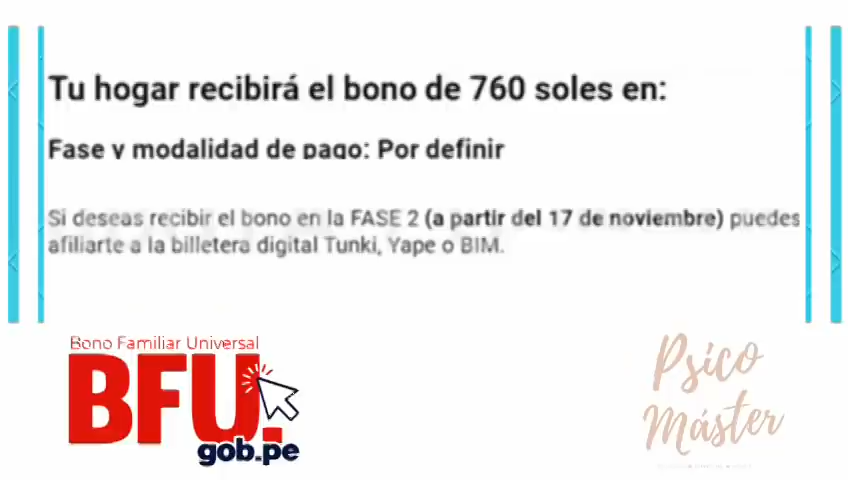 Tu hogar recibirá el bono de 760 soles en:
Fase y modalidad de pago: Por definir
Si deseas recibir el bono en la FASE 2 (a partir del 17 de noviembre) puedes
afiliarte a la billetera digital Tunki, Yape o BIM.
Bono Familiar Universal
BFU.
gob.pe
Psico
Máster